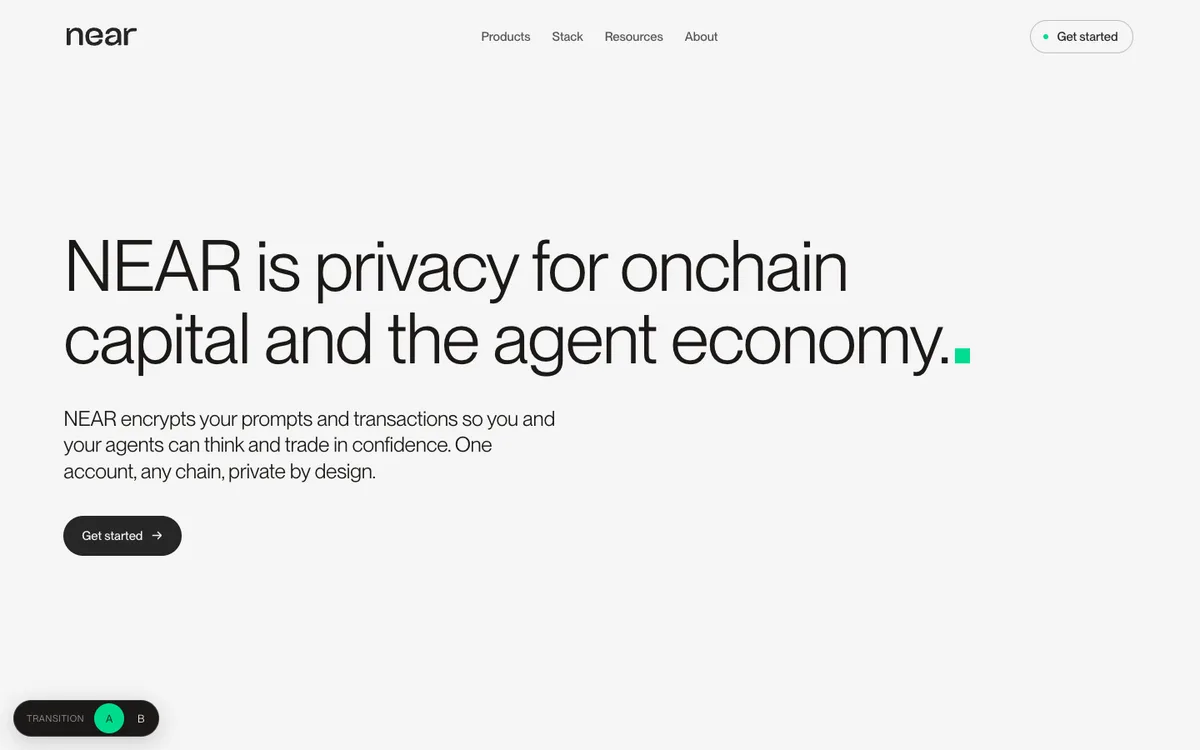 near
Products
Stack
Resources
About
Get started
NEAR is privacy for onchain
capital and the agent economy.
NEAR encrypts your prompts and transactions so you and
your agents can think and trade in confidence. One
account, any chain, private by design.
Get started →
TRANSITION A B